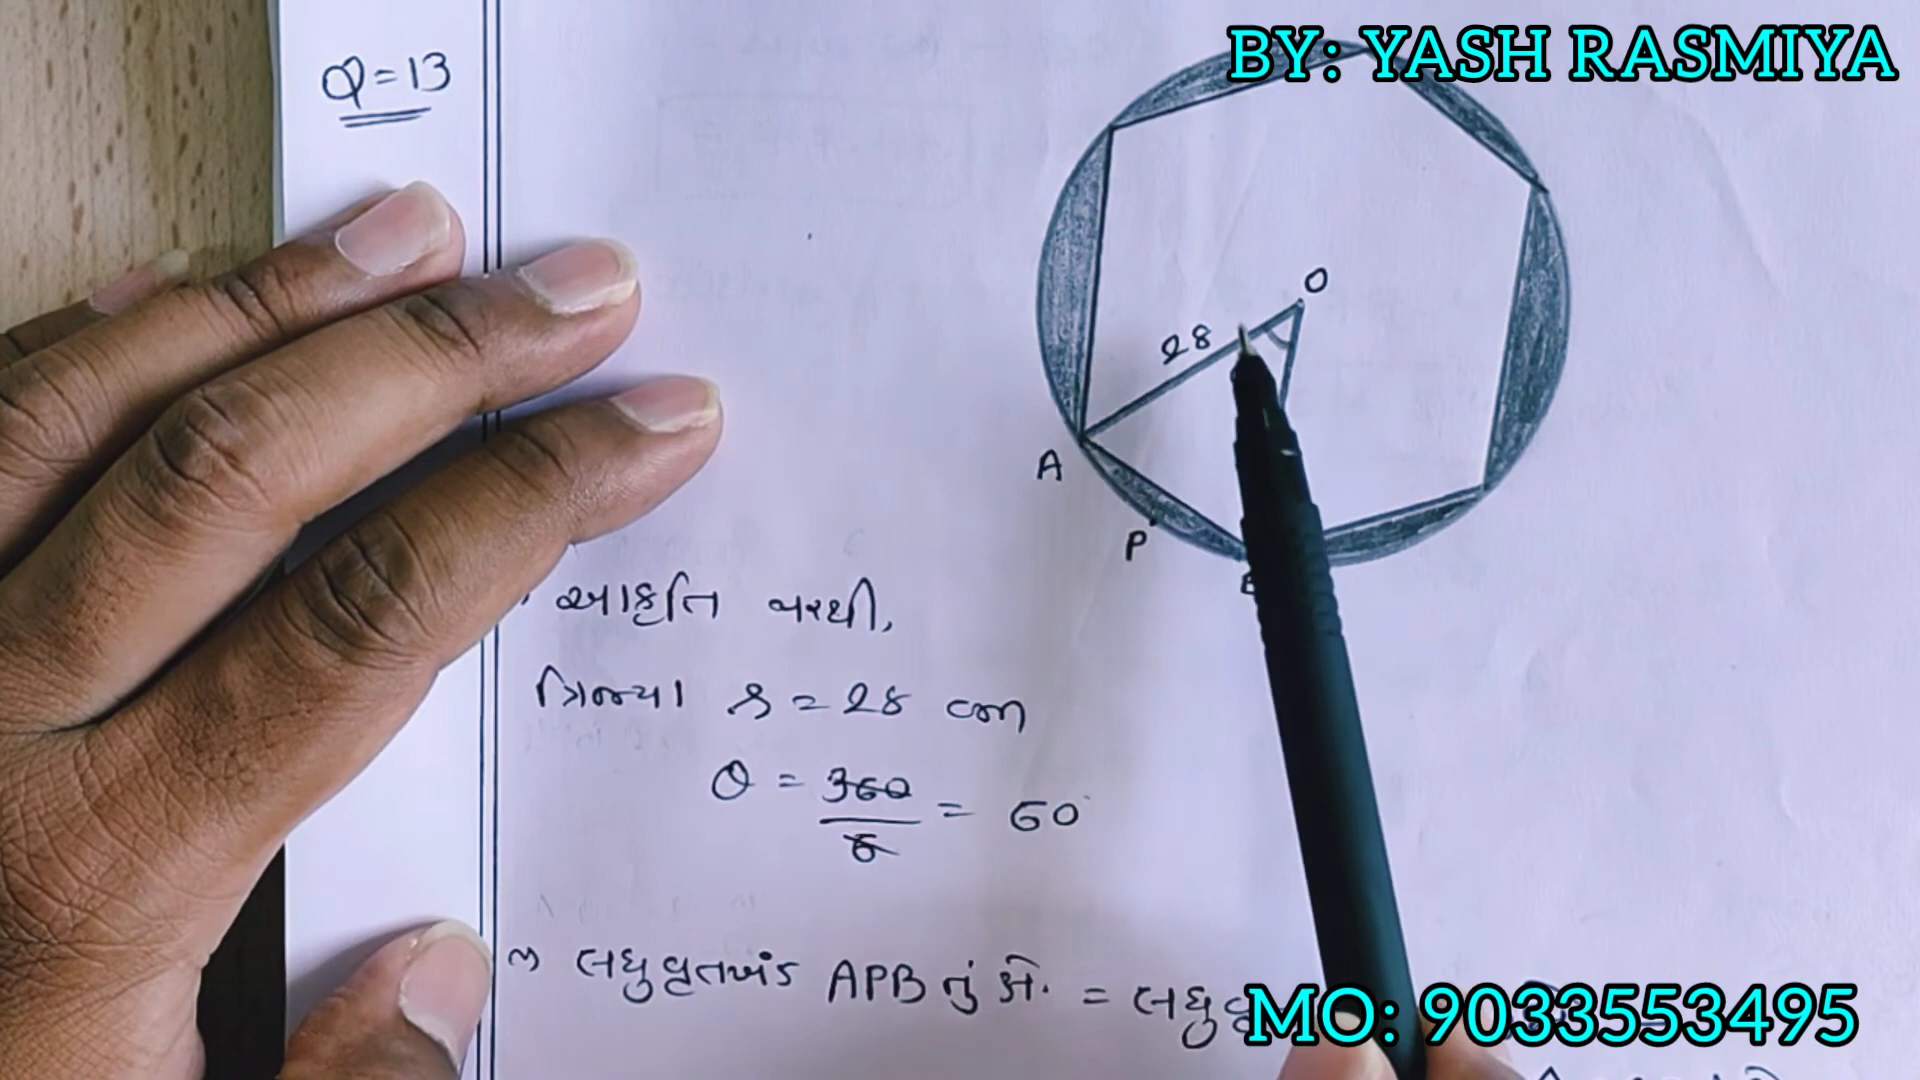 BY: YASH RASMIYA
Q=13
O
28
A
P
આકૃતિ પરથી,
ત્રિજ્યા r = 28 cm
θ = 360/6 = 60
લઘુવૃતખંડ APB નું ક્ષે. = લઘુવૃ
MO: 9033553495